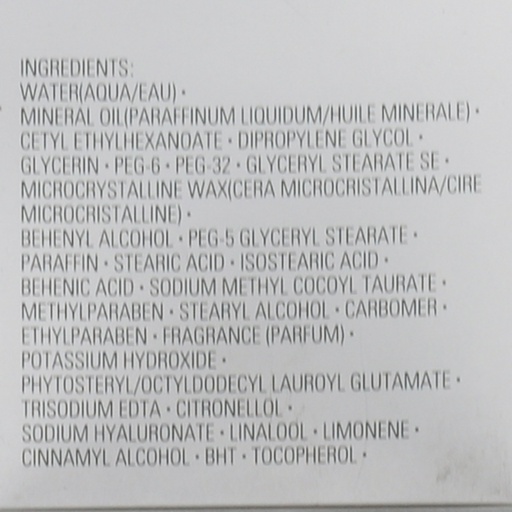 INGREDIENTS:
WATER(AQUA/EAU) •
MINERAL OIL(PARAFFINUM LIQUIDUM/HUILE MINERALE) •
CETYL ETHYLHEXANOATE • DIPROPYLENE GLYCOL •
GLYCERIN • PEG-6 • PEG-32 • GLYCERYL STEARATE SE •
MICROCRYSTALLINE WAX(CERA MICROCRISTALLINA/CIRE
MICROCRISTALLINE) •
BEHENYL ALCOHOL • PEG-5 GLYCERYL STEARATE •
PARAFFIN • STEARIC ACID • ISOSTEARIC ACID •
BEHENIC ACID • SODIUM METHYL COCOYL TAURATE •
METHYLPARABEN • STEARYL ALCOHOL • CARBOMER •
ETHYLPARABEN • FRAGRANCE (PARFUM) •
POTASSIUM HYDROXIDE •
PHYTOSTERYL/OCTYLDODECYL LAUROYL GLUTAMATE •
TRISODIUM EDTA • CITRONELLOL •
SODIUM HYALURONATE • LINALOOL • LIMONENE •
CINNAMYL ALCOHOL • BHT • TOCOPHEROL •